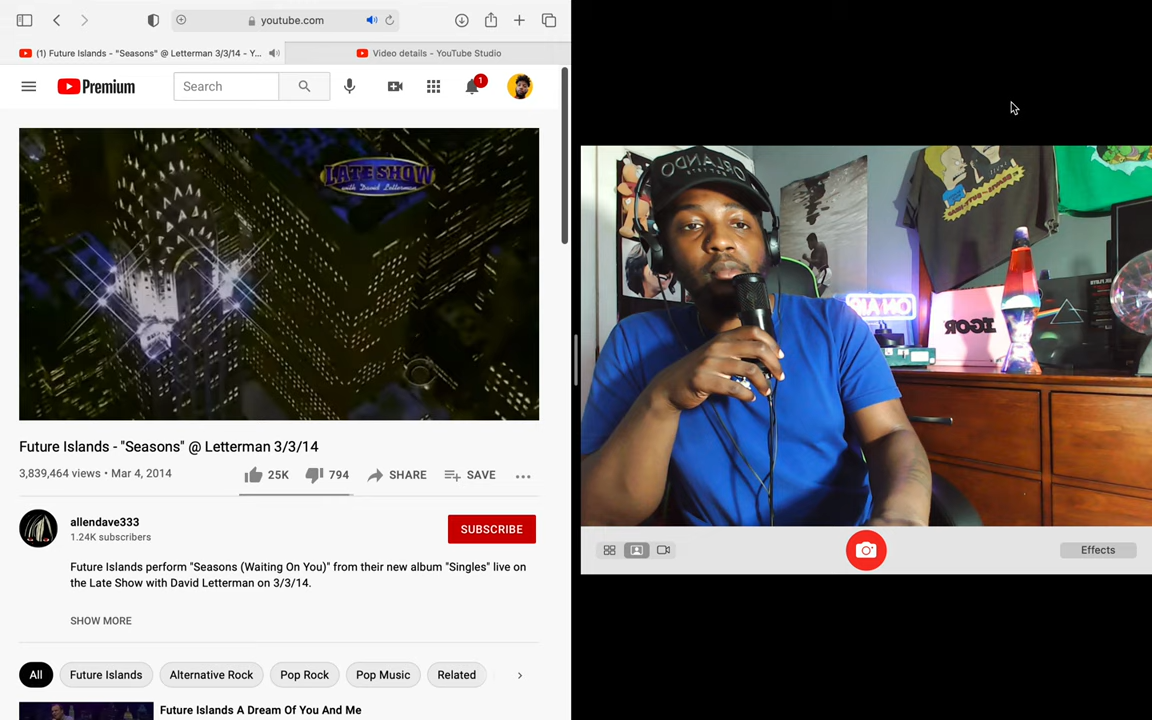 youtube.com
(1) Future Islands - "Seasons" @ Letterman 3/3/14 - Y...
Video details - YouTube Studio
Premium
Search
1
LATE SHOW
with David Letterman
Future Islands - "Seasons" @ Letterman 3/3/14
3,839,464 views • Mar 4, 2014
25K
794
SHARE
SAVE
allendave333
1.24K subscribers
SUBSCRIBE
Future Islands perform "Seasons (Waiting On You)" from their new album "Singles" live on
the Late Show with David Letterman on 3/3/14.
SHOW MORE
All
Future Islands
Alternative Rock
Pop Rock
Pop Music
Related
Future Islands A Dream Of You And Me
ORLANDO
ON AIR
IGOR
Effects